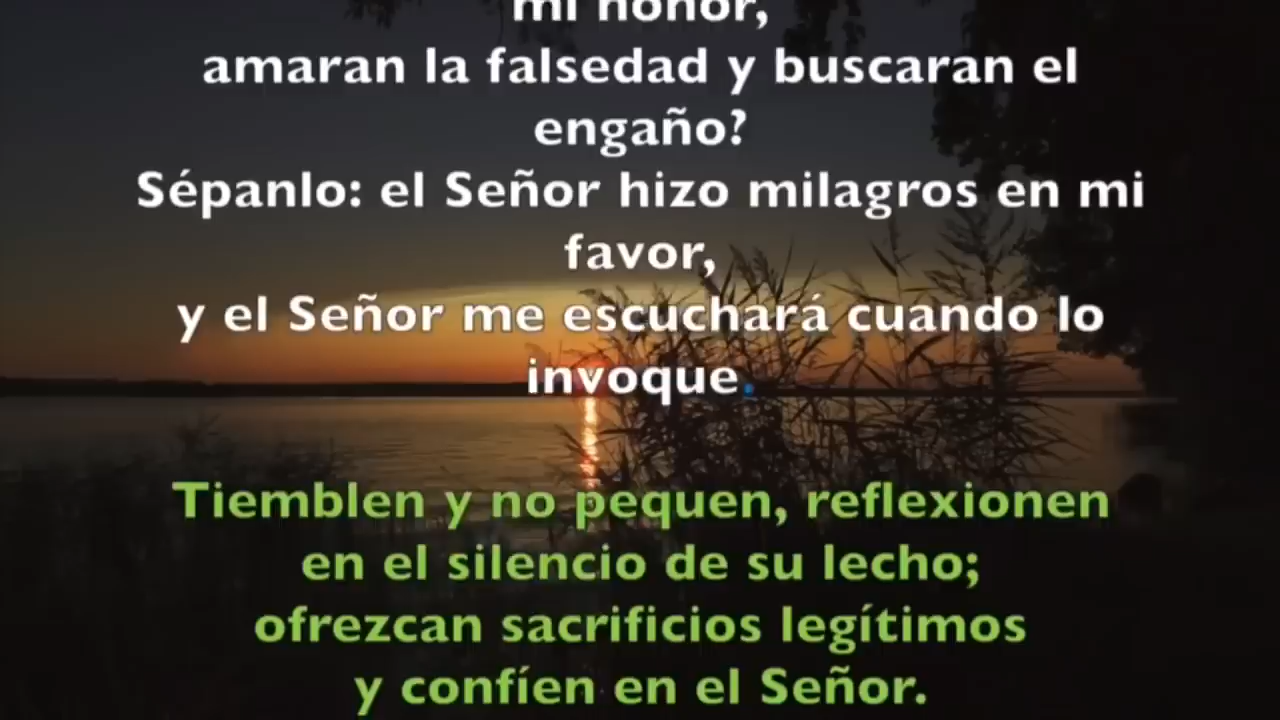 mi honor,
amaran la falsedad y buscaran el
engaño?
Sépanlo: el Señor hizo milagros en mi
favor,
y el Señor me escuchará cuando lo
invoque.
Tiemblen y no pequen, reflexionen
en el silencio de su lecho;
ofrezcan sacrificios legítimos
y confíen en el Señor.